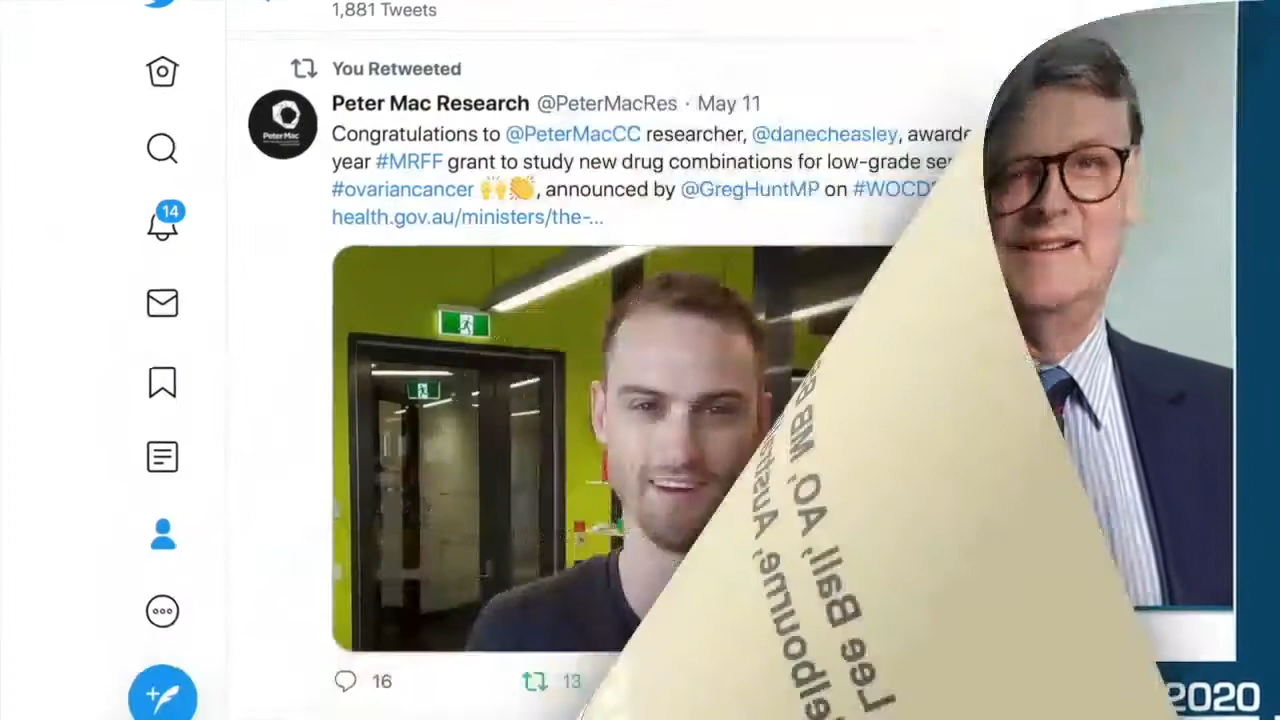 1,881 Tweets
You Retweeted
Peter Mac Research @PeterMacRes · May 11
Congratulations to @PeterMacCC researcher, @danecheasley, awarde
year #MRFF grant to study new drug combinations for low-grade
#ovariancancer 🙌👏, announced by @GregHuntMP on
health.gov.au/ministers/the-...
14
Peter Mac
16
13
Lee Ball, AO, MB
elbourne, Austra
2020